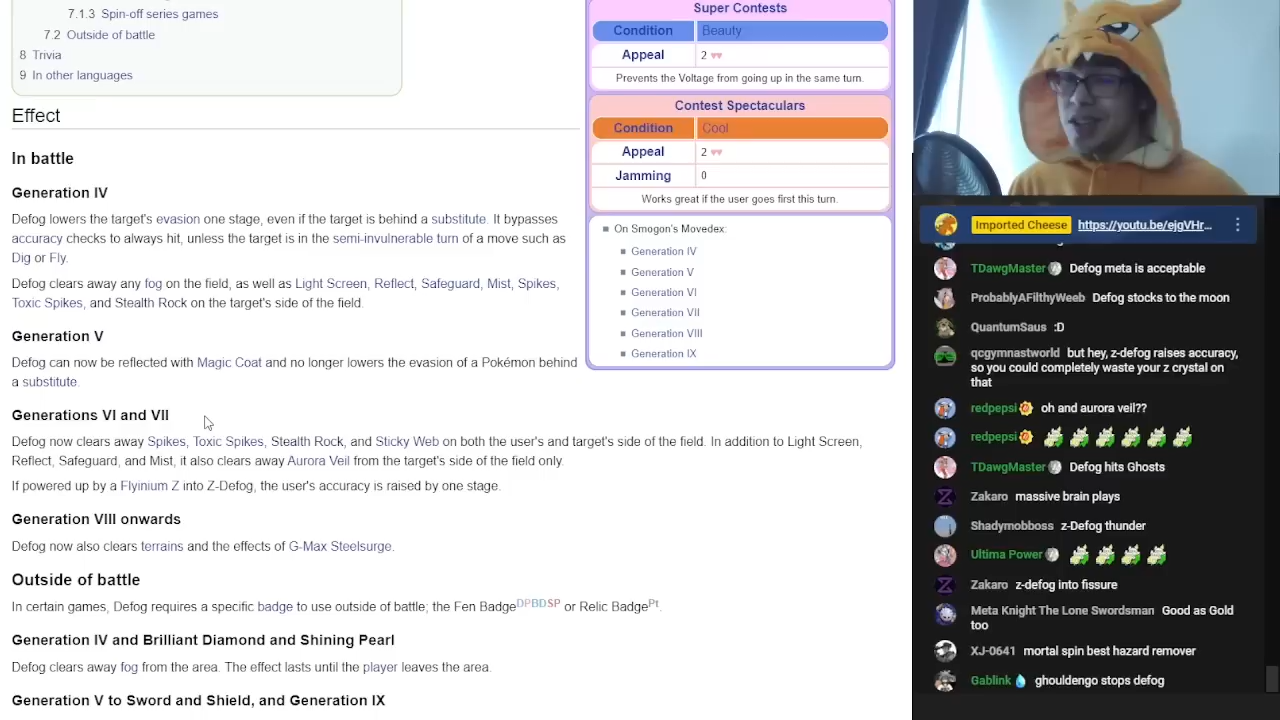 7.1.3 Spin-off series games
7.2 Outside of battle
8 Trivia
9 In other languages
Effect
In battle
Generation IV
Defog lowers the target's evasion one stage, even if the target is behind a substitute. It bypasses
accuracy checks to always hit, unless the target is in the semi-invulnerable turn of a move such as
Dig or Fly.
Defog clears away any fog on the field, as well as Light Screen, Reflect, Safeguard, Mist, Spikes,
Toxic Spikes, and Stealth Rock on the target's side of the field.
Generation V
Defog can now be reflected with Magic Coat and no longer lowers the evasion of a Pokémon behind
a substitute.
Generations VI and VII
Defog now clears away Spikes, Toxic Spikes, Stealth Rock, and Sticky Web on both the user's and target's side of the field. In addition to Light Screen,
Reflect, Safeguard, and Mist, it also clears away Aurora Veil from the target's side of the field only.
If powered up by a Flyinium Z into Z-Defog, the user's accuracy is raised by one stage.
Generation VIII onwards
Defog now also clears terrains and the effects of G-Max Steelsurge.
Outside of battle
In certain games, Defog requires a specific badge to use outside of battle; the Fen BadgeDPBDSP or Relic BadgePt.
Generation IV and Brilliant Diamond and Shining Pearl
Defog clears away fog from the area. The effect lasts until the player leaves the area.
Generation V to Sword and Shield, and Generation IX
Super Contests
Condition Beauty
Appeal 2 ♥♥
Prevents the Voltage from going up in the same turn.
Contest Spectaculars
Condition Cool
Appeal 2 ♥♥
Jamming 0
Works great if the user goes first this turn.
On Smogon's Movedex:
Generation IV
Generation V
Generation VI
Generation VII
Generation VIII
Generation IX
Imported Cheese https://youtu.be/ejgVHr...
TDawgMaster Defog meta is acceptable
ProbablyAFilthyWeeb Defog stocks to the moon
QuantumSaus :D
qcgymnastworld but hey, z-defog raises accuracy,
so you could completely waste your z crystal on
that
redpepsi oh and aurora veil??
redpepsi
TDawgMaster Defog hits Ghosts
Zakaro massive brain plays
Shadymobboss z-Defog thunder
Ultima Power
Zakaro z-defog into fissure
Meta Knight The Lone Swordsman Good as Gold
too
XJ-0641 mortal spin best hazard remover
Gablink ghouldengo stops defog